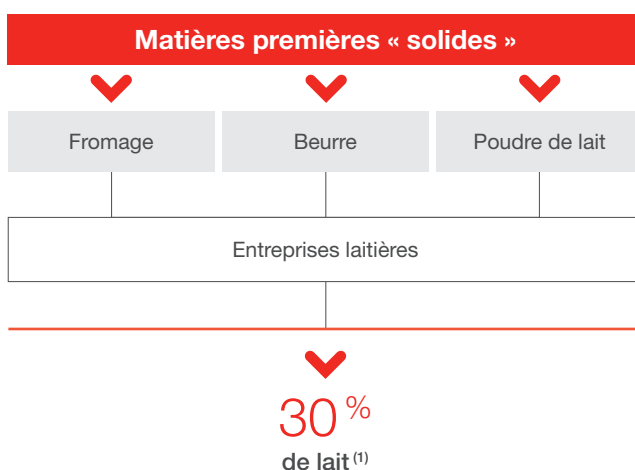 Matières premières « solides »
Fromage
Beurre
Poudre de lait
Entreprises laitières
30 %
de lait (1)